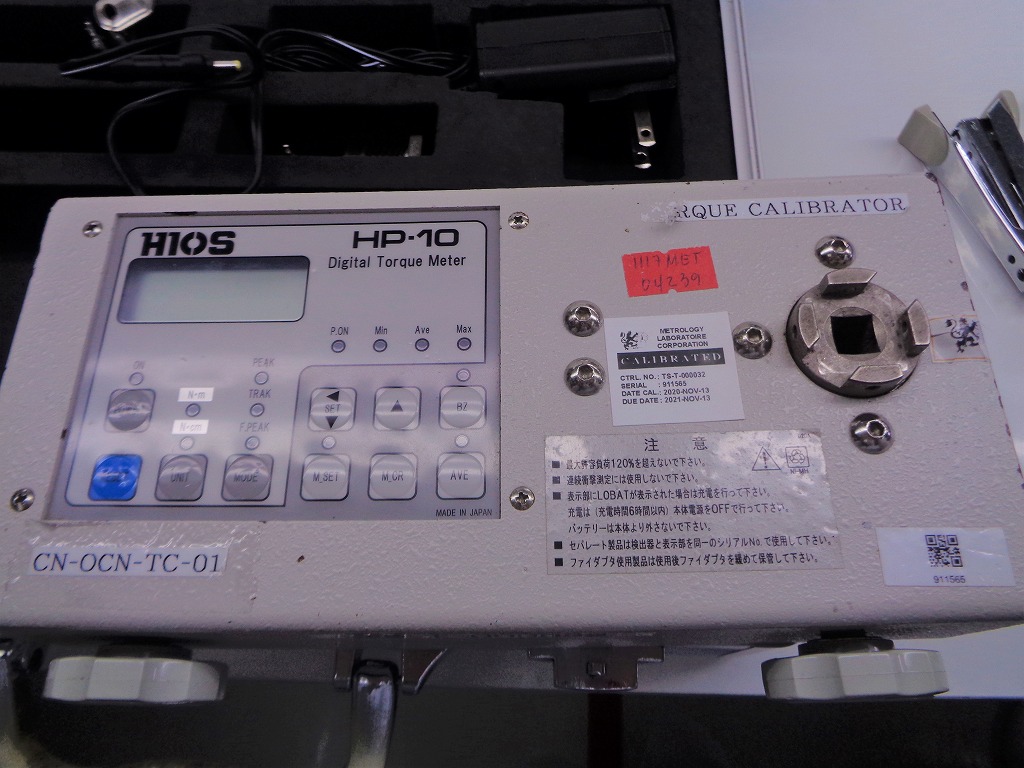 HIOS
HP-10
Digital Torque Meter
P.ON Min Ave Max
ON
PEAK
N·m
TRAK
N·cm
F.PEAK
SET
BZ
UNIT
MODE
M_SET
M_CR
AVE
MADE IN JAPAN
CN-OCN-TC-01
RQUE CALIBRATOR
1117MET
04239
METROLOGY
LABORATOIRE
CORPORATION
CALIBRATED
CTRL. NO.: TS-T-000032
SERIAL : 911565
DATE CAL.: 2020-NOV-13
DUE DATE : 2021-NOV-13
注 意
■ 最大許容負荷120%を超えないで下さい。
■ 連続衝撃測定には使用しないで下さい。
■ 表示部にLOBATが表示された場合は充電を行って下さい。
充電は(充電時間6時間以内)本体電源をOFFで行って下さい。
バッテリーは本体より外さないで下さい。
■ セパレート製品は検出器と表示部を同一のシリアルNo.で使用して下さい。
■ ファイダプタ使用製品は使用後ファイダプタを緩めて保管して下さい。
Ni-MH
911565